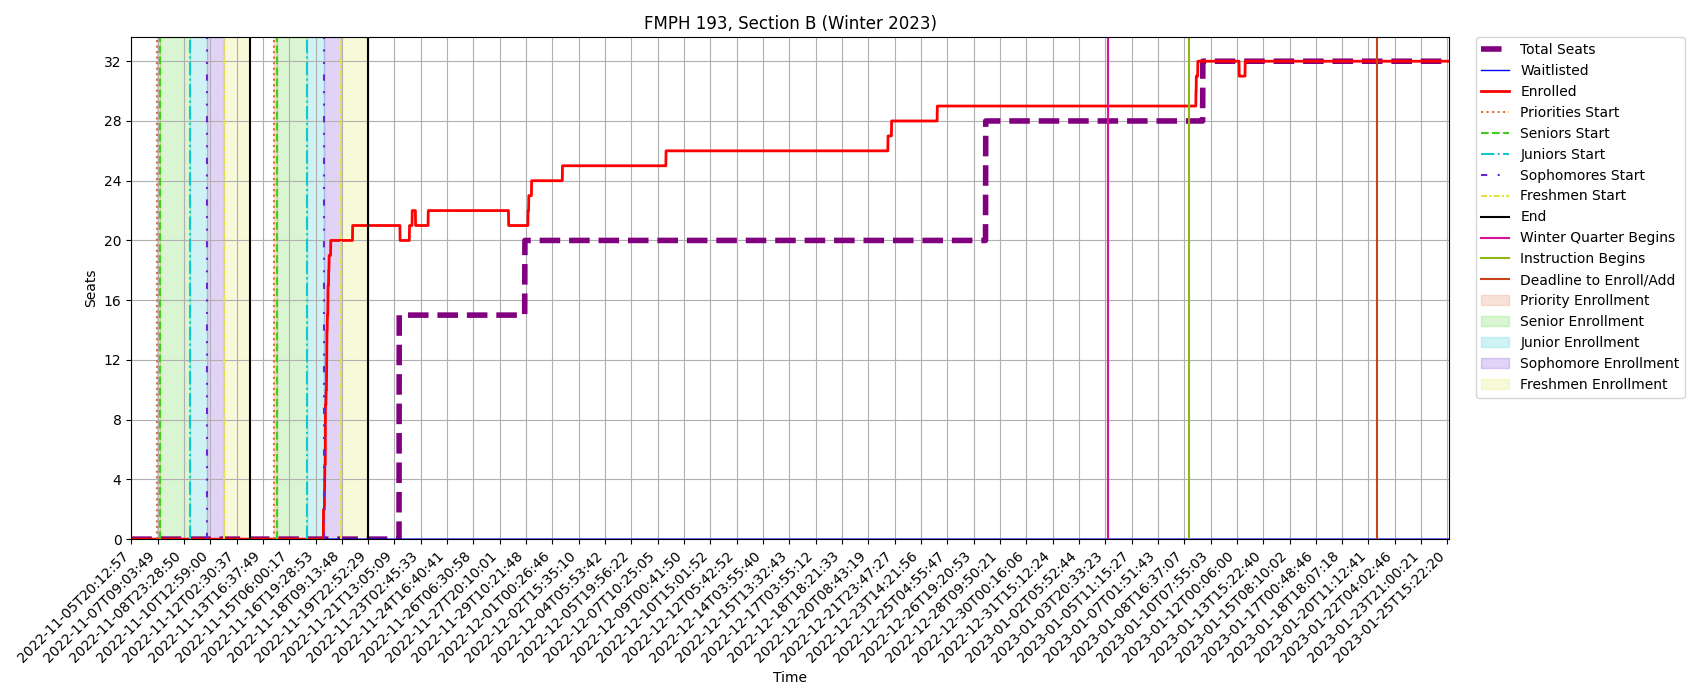 FMPH 193, Section B (Winter 2023)
Seats
32
28
24
20
16
12
8
4
0
2022-11-05T20:12:57
2022-11-07T09:03:49
2022-11-08T23:28:50
2022-11-10T12:59:00
2022-11-12T02:30:37
2022-11-13T16:37:49
2022-11-15T06:00:17
2022-11-16T19:28:53
2022-11-18T09:13:48
2022-11-19T22:52:29
2022-11-21T13:05:09
2022-11-23T02:45:33
2022-11-24T16:40:41
2022-11-26T06:30:58
2022-11-27T20:10:01
2022-11-29T10:21:48
2022-12-01T00:26:46
2022-12-02T15:35:10
2022-12-04T05:53:42
2022-12-05T19:56:22
2022-12-07T10:25:05
2022-12-09T00:41:50
2022-12-10T15:01:52
2022-12-12T05:42:52
2022-12-14T03:55:40
2022-12-15T13:32:43
2022-12-17T03:55:12
2022-12-18T18:21:33
2022-12-20T08:43:19
2022-12-21T23:47:27
2022-12-23T14:21:56
2022-12-25T04:55:47
2022-12-26T19:20:53
2022-12-28T09:50:21
2022-12-30T00:16:06
2022-12-31T15:12:24
2023-01-02T05:52:44
2023-01-03T20:33:23
2023-01-05T11:15:27
2023-01-07T01:51:43
2023-01-08T16:37:07
2023-01-10T07:55:03
2023-01-12T00:06:00
2023-01-13T15:22:40
2023-01-15T08:10:02
2023-01-17T00:48:46
2023-01-18T18:07:18
2023-01-20T11:12:41
2023-01-22T04:02:46
2023-01-23T21:00:21
2023-01-25T15:22:20
Time
Total Seats
Waitlisted
Enrolled
Priorities Start
Seniors Start
Juniors Start
Sophomores Start
Freshmen Start
End
Winter Quarter Begins
Instruction Begins
Deadline to Enroll/Add
Priority Enrollment
Senior Enrollment
Junior Enrollment
Sophomore Enrollment
Freshmen Enrollment